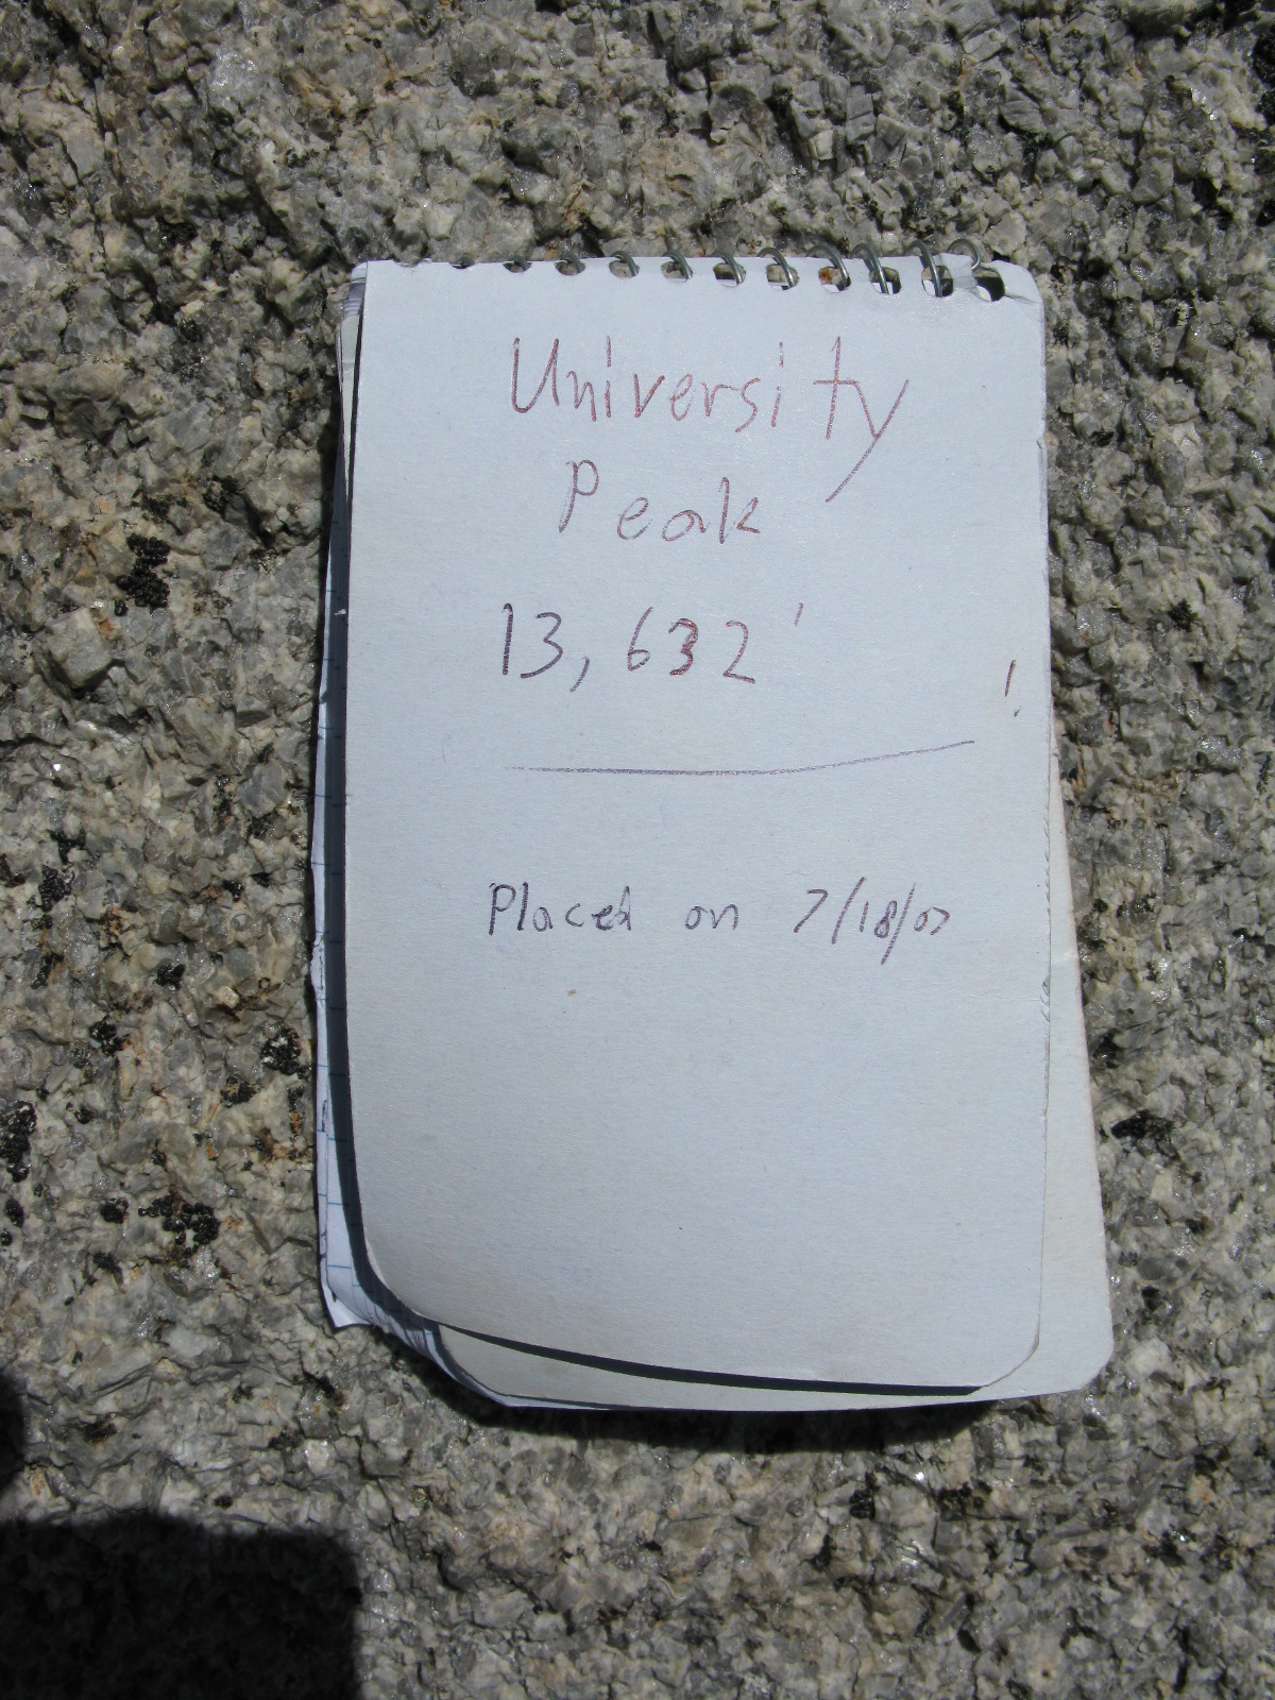 University
Peak
13,632'
Placed on 7/18/07